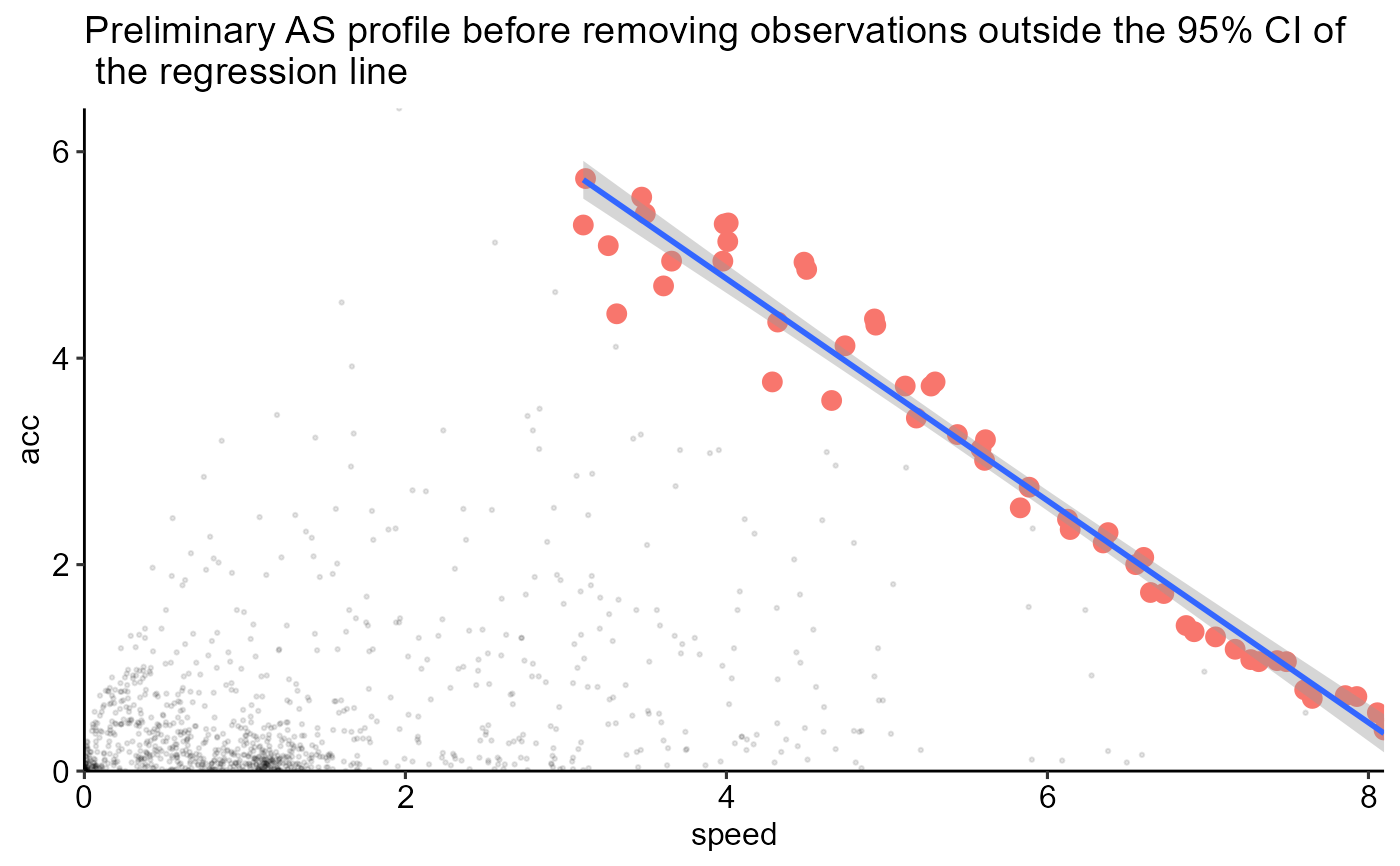 Preliminary AS profile before removing observations outside the 95% CI of
the regression line
6
4
2
0
acc
0 2 4 6 8
speed